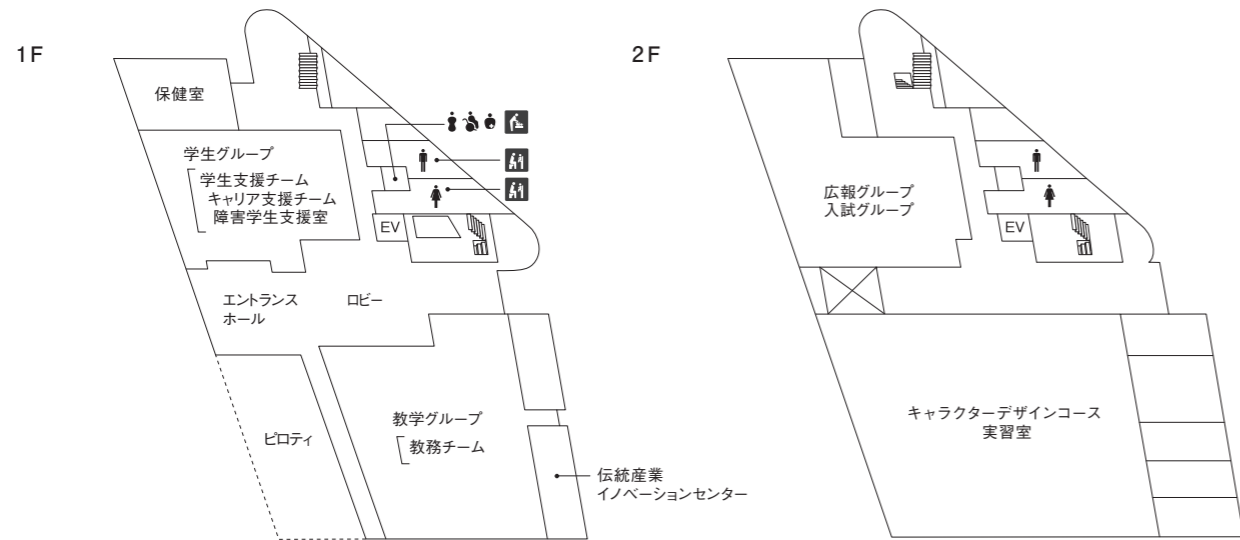 1F
保健室
学生グループ
学生支援チーム
キャリア支援チーム
障害学生支援室
EV
エントランス
ホール
ロビー
ピロティ
教学グループ
教務チーム
伝統産業
イノベーションセンター
2F
広報グループ
入試グループ
EV
キャラクターデザインコース
実習室